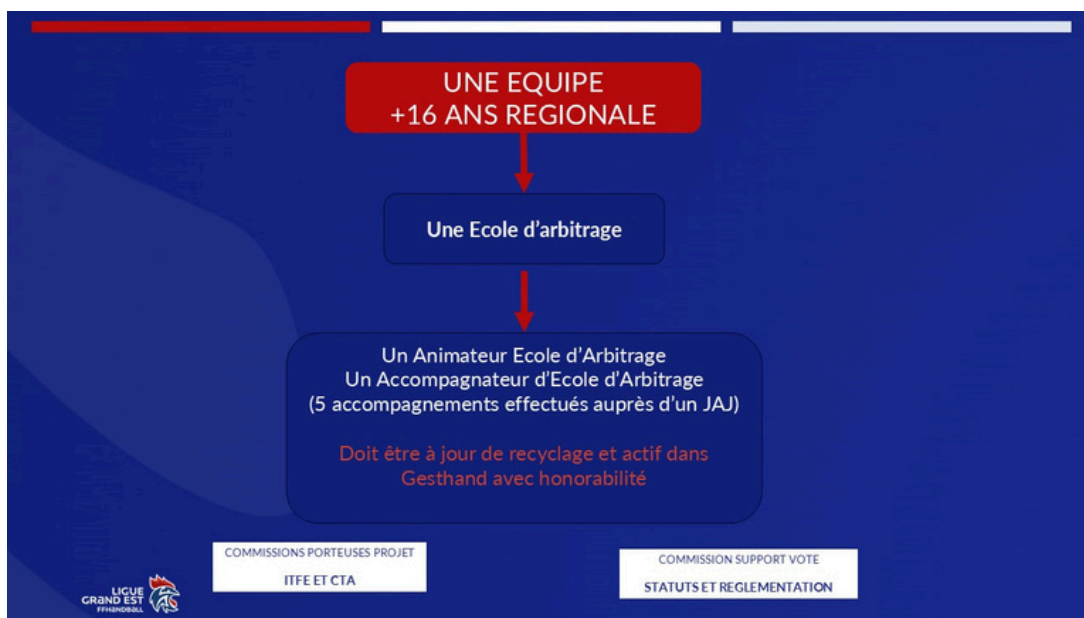 UNE EQUIPE
+16 ANS REGIONALE
Une Ecole d'arbitrage
Un Animateur Ecole d'Arbitrage
Un Accompagnateur d'Ecole d'Arbitrage
(5 accompagnements effectués auprès d'un JAJ)
Doit être à jour de recyclage et actif dans
Gesthand avec honorabilité
COMMISSIONS PORTEUSES PROJET
ITFE ET CTA
COMMISSION SUPPORT VOTE
STATUTS ET REGLEMENTATION
LIGUE
GRAND EST
FFHANDBALL